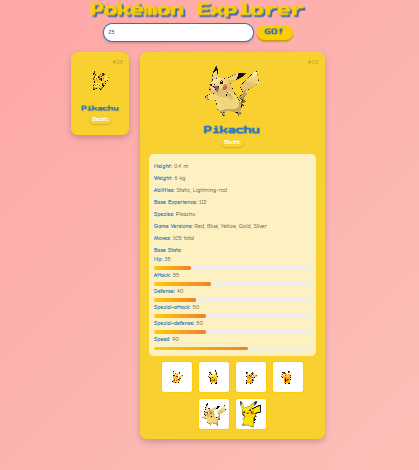 Pokémon Explorer
25
GO!
#25
Pikachu
Electric
#25
Pikachu
Electric
Height: 0.4 m
Weight: 6 kg
Abilities: Static, Lightning-rod
Base Experience: 112
Species: Pikachu
Game Versions: Red, Blue, Yellow, Gold, Silver
Moves: 105 total
Base Stats:
Hp: 35
Attack: 55
Defense: 40
Special-attack: 50
Special-defense: 50
Speed: 90